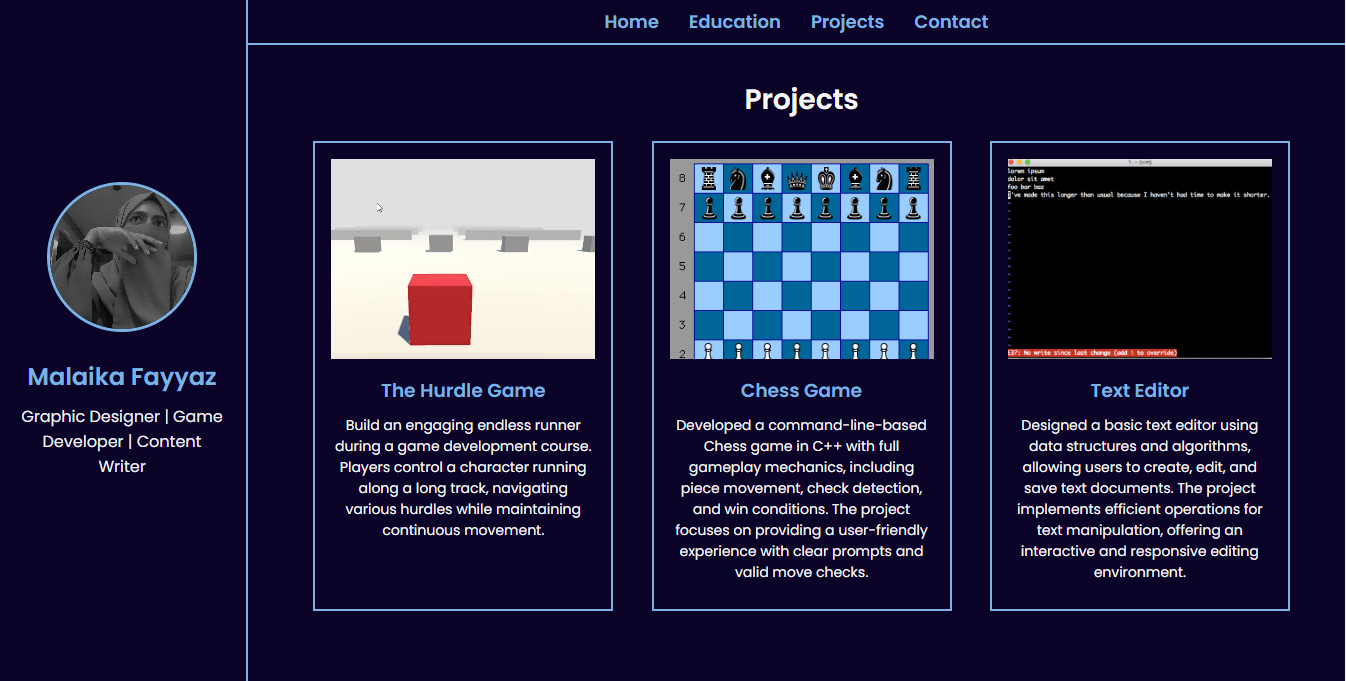 Home Education Projects Contact
Projects
Malaika Fayyaz
Graphic Designer | Game
Developer | Content
Writer
8
7
6
5
4
3
2
The Hurdle Game
Build an engaging endless runner
during a game development course.
Players control a character running
along a long track, navigating
various hurdles while maintaining
continuous movement.
Chess Game
Developed a command-line-based
Chess game in C++ with full
gameplay mechanics, including
piece movement, check detection,
and win conditions. The project
focuses on providing a user-friendly
experience with clear prompts and
valid move checks.
1. ~ (vim)
lorem ipsum
dolor sit amet
foo bar baz
I've made this longer than usual because I haven't had time to make it shorter.
E37: No write since last change (add ! to override)
Text Editor
Designed a basic text editor using
data structures and algorithms,
allowing users to create, edit, and
save text documents. The project
implements efficient operations for
text manipulation, offering an
interactive and responsive editing
environment.